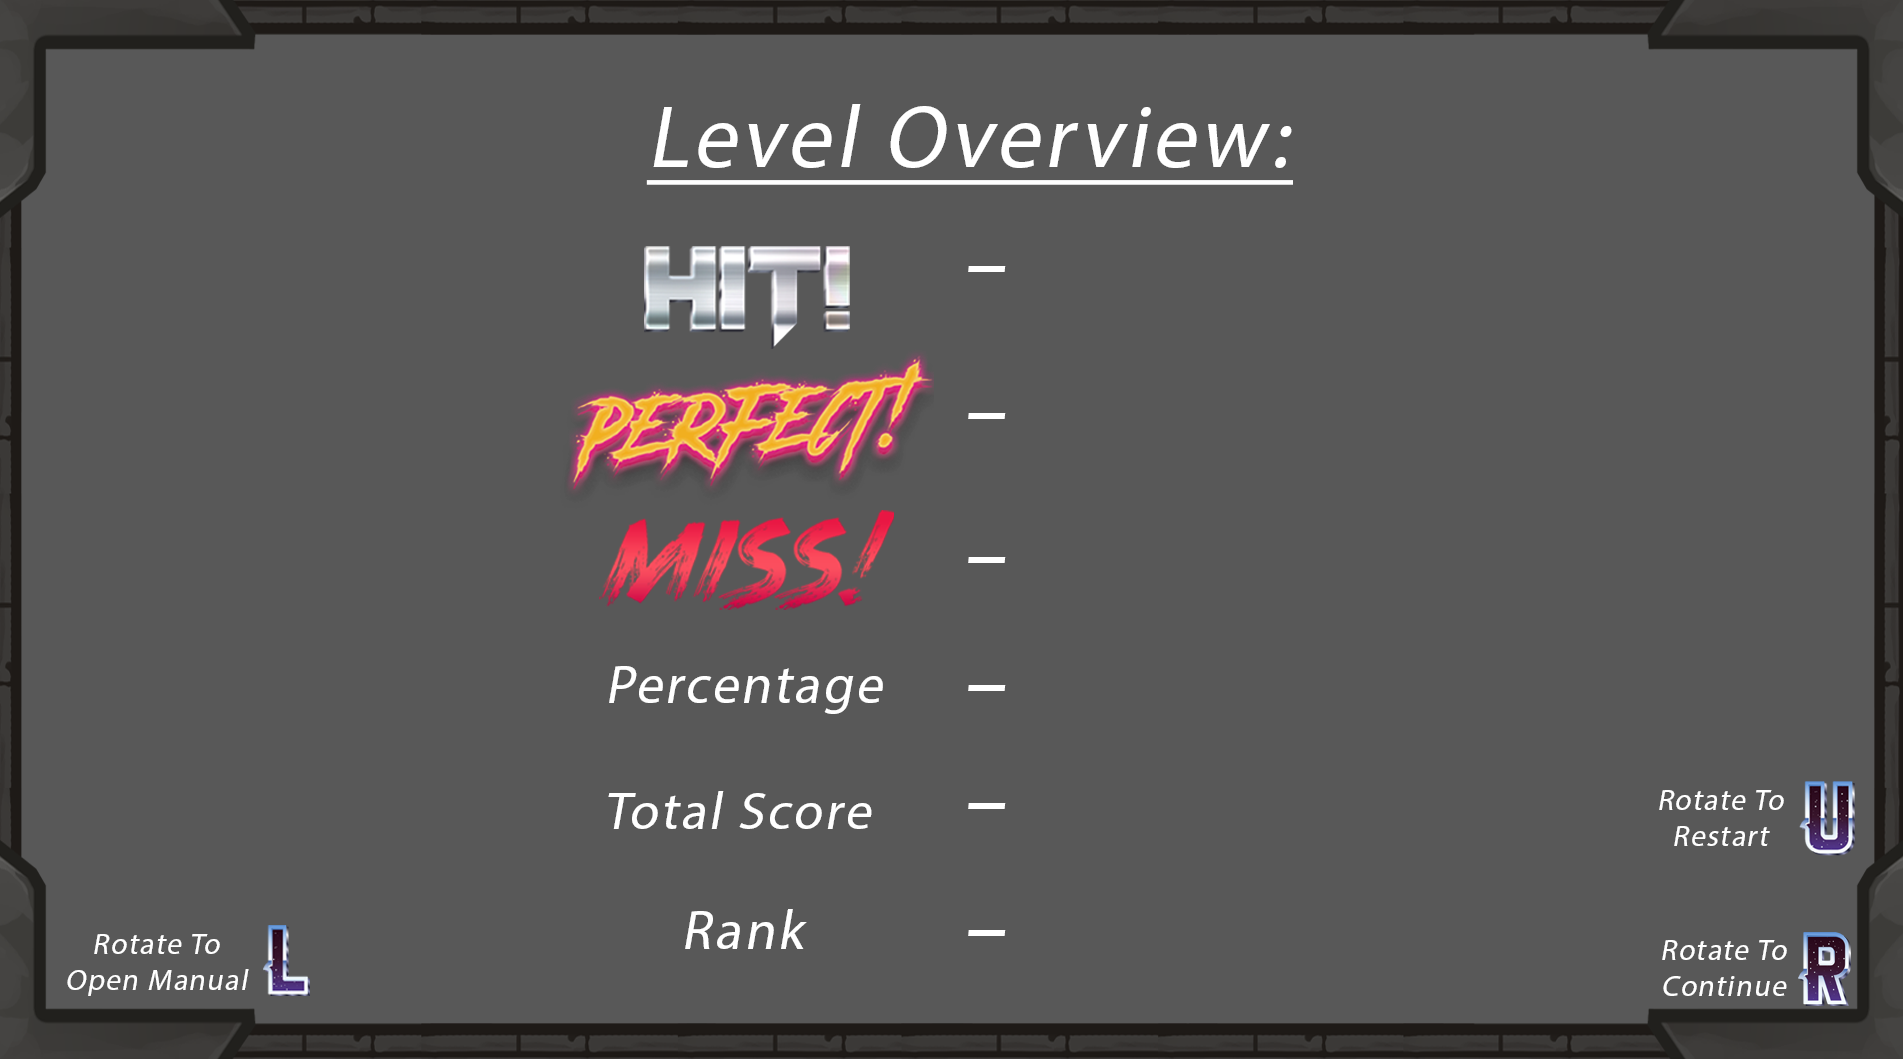 Level Overview:
HIT! –
PERFECT! –
MISS! –
Percentage –
Total Score –
Rank –
Rotate To
Restart U
Rotate To
Open Manual L
Rotate To
Continue R